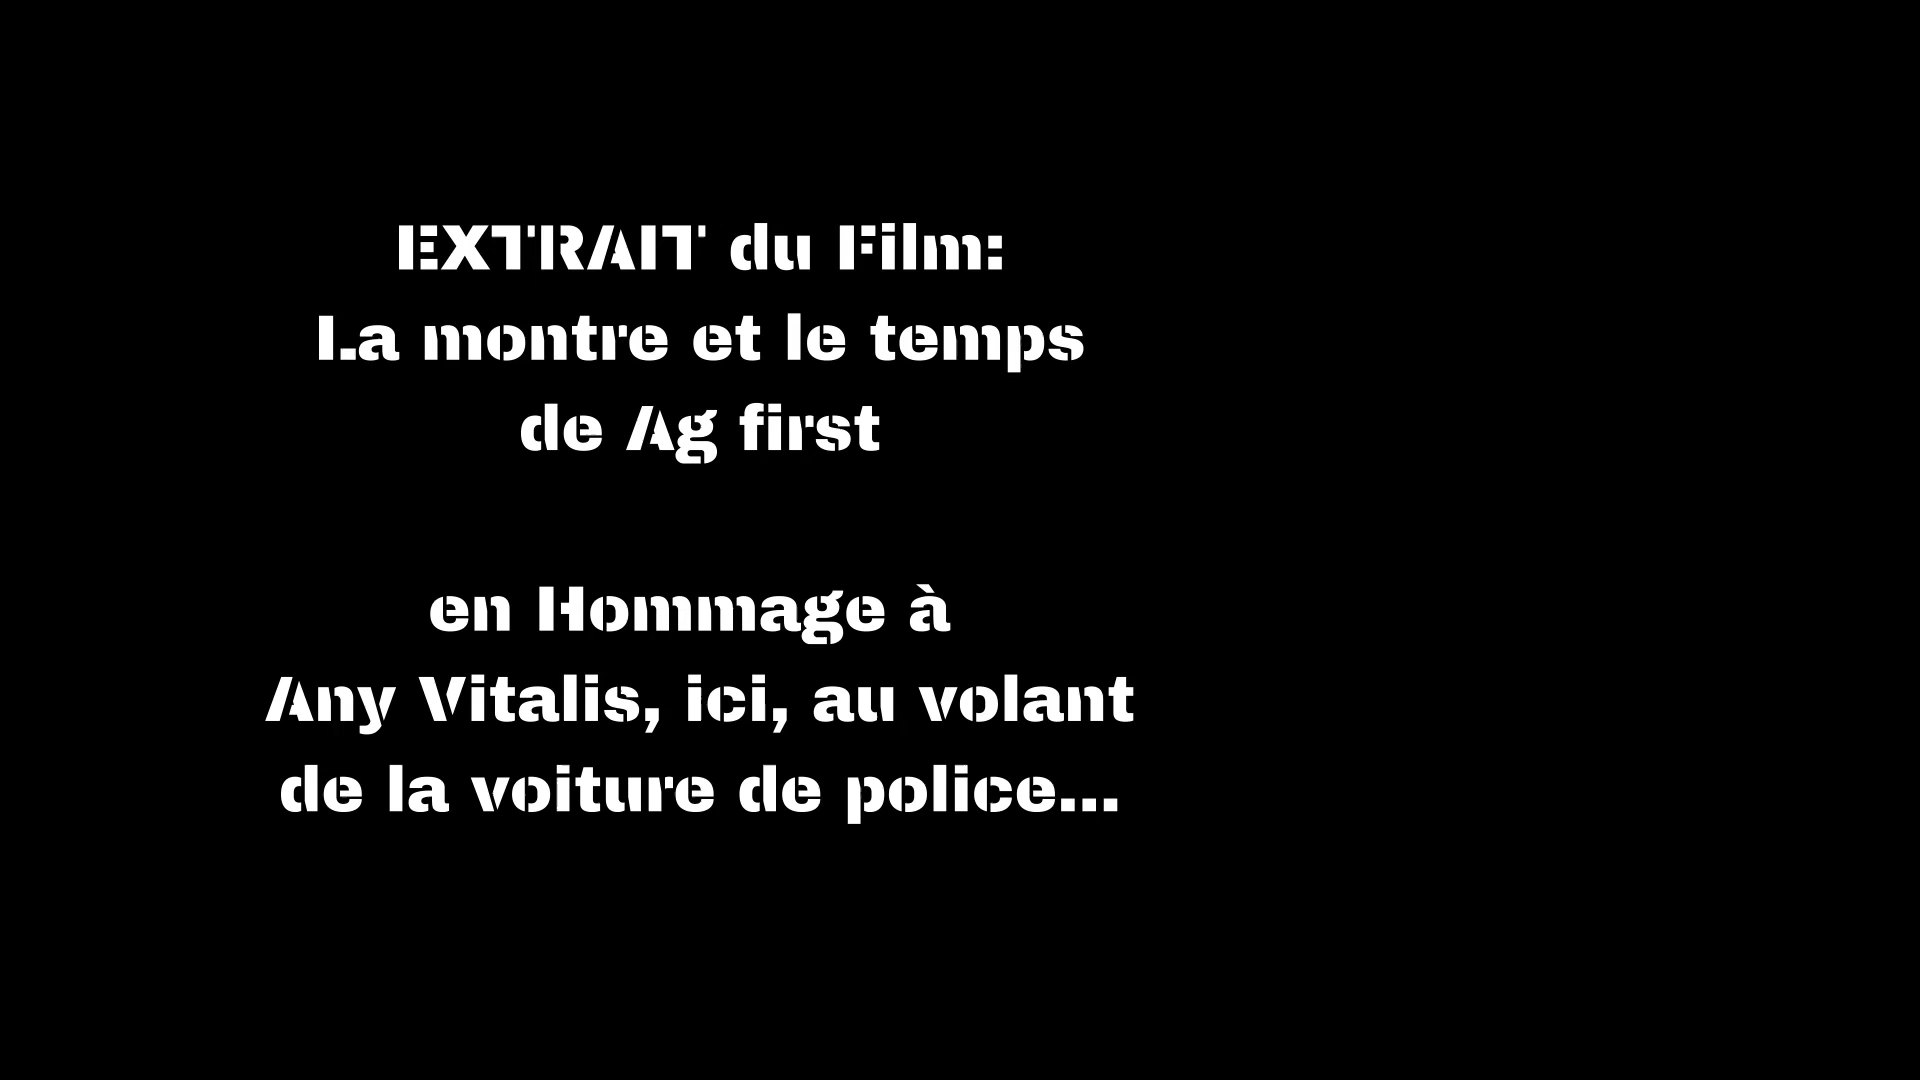 EXTRAIT du Film:
La montre et le temps
de Ag first
en Hommage à
Any Vitalis, ici, au volant
de la voiture de police...